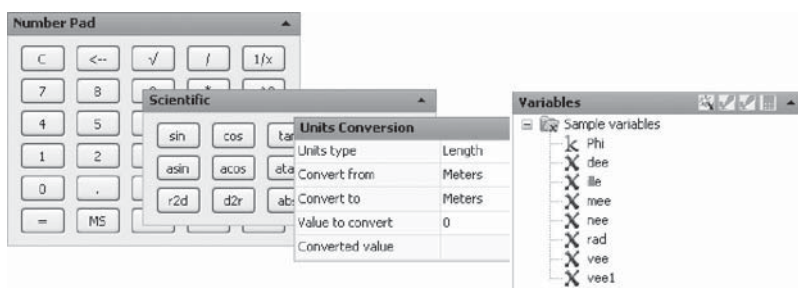 Number Pad
C <-- √ / 1/x
7 8
4 5
1 2
0 .
= MS
Scientific
sin cos
asin acos
r2d d2r
Units Conversion
Units type Length
Convert from Meters
Convert to Meters
Value to convert 0
Converted value
Variables
Sample variables
k Phi
X dee
X ille
X mee
X nee
X rad
X vee
X vee1